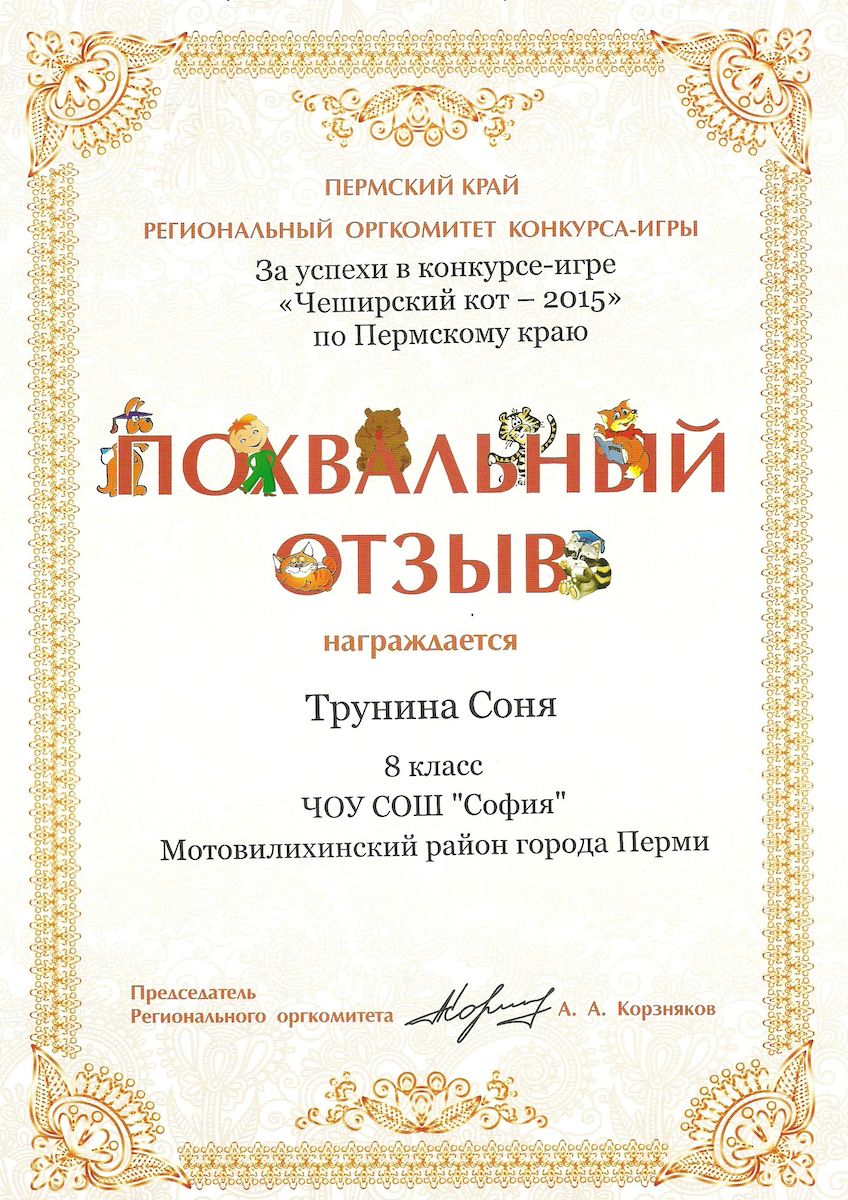 ПЕРМСКИЙ КРАЙ
РЕГИОНАЛЬНЫЙ ОРГКОМИТЕТ КОНКУРСА-ИГРЫ
За успехи в конкурсе-игре
«Чеширский кот – 2015»
по Пермскому краю
ПОХВАЛЬНЫЙ
ОТЗЫВ
награждается
Трунина Соня
8 класс
ЧОУ СОШ "София"
Мотовилихинский район города Перми
Председатель
Регионального оргкомитета А. А. Корзняков